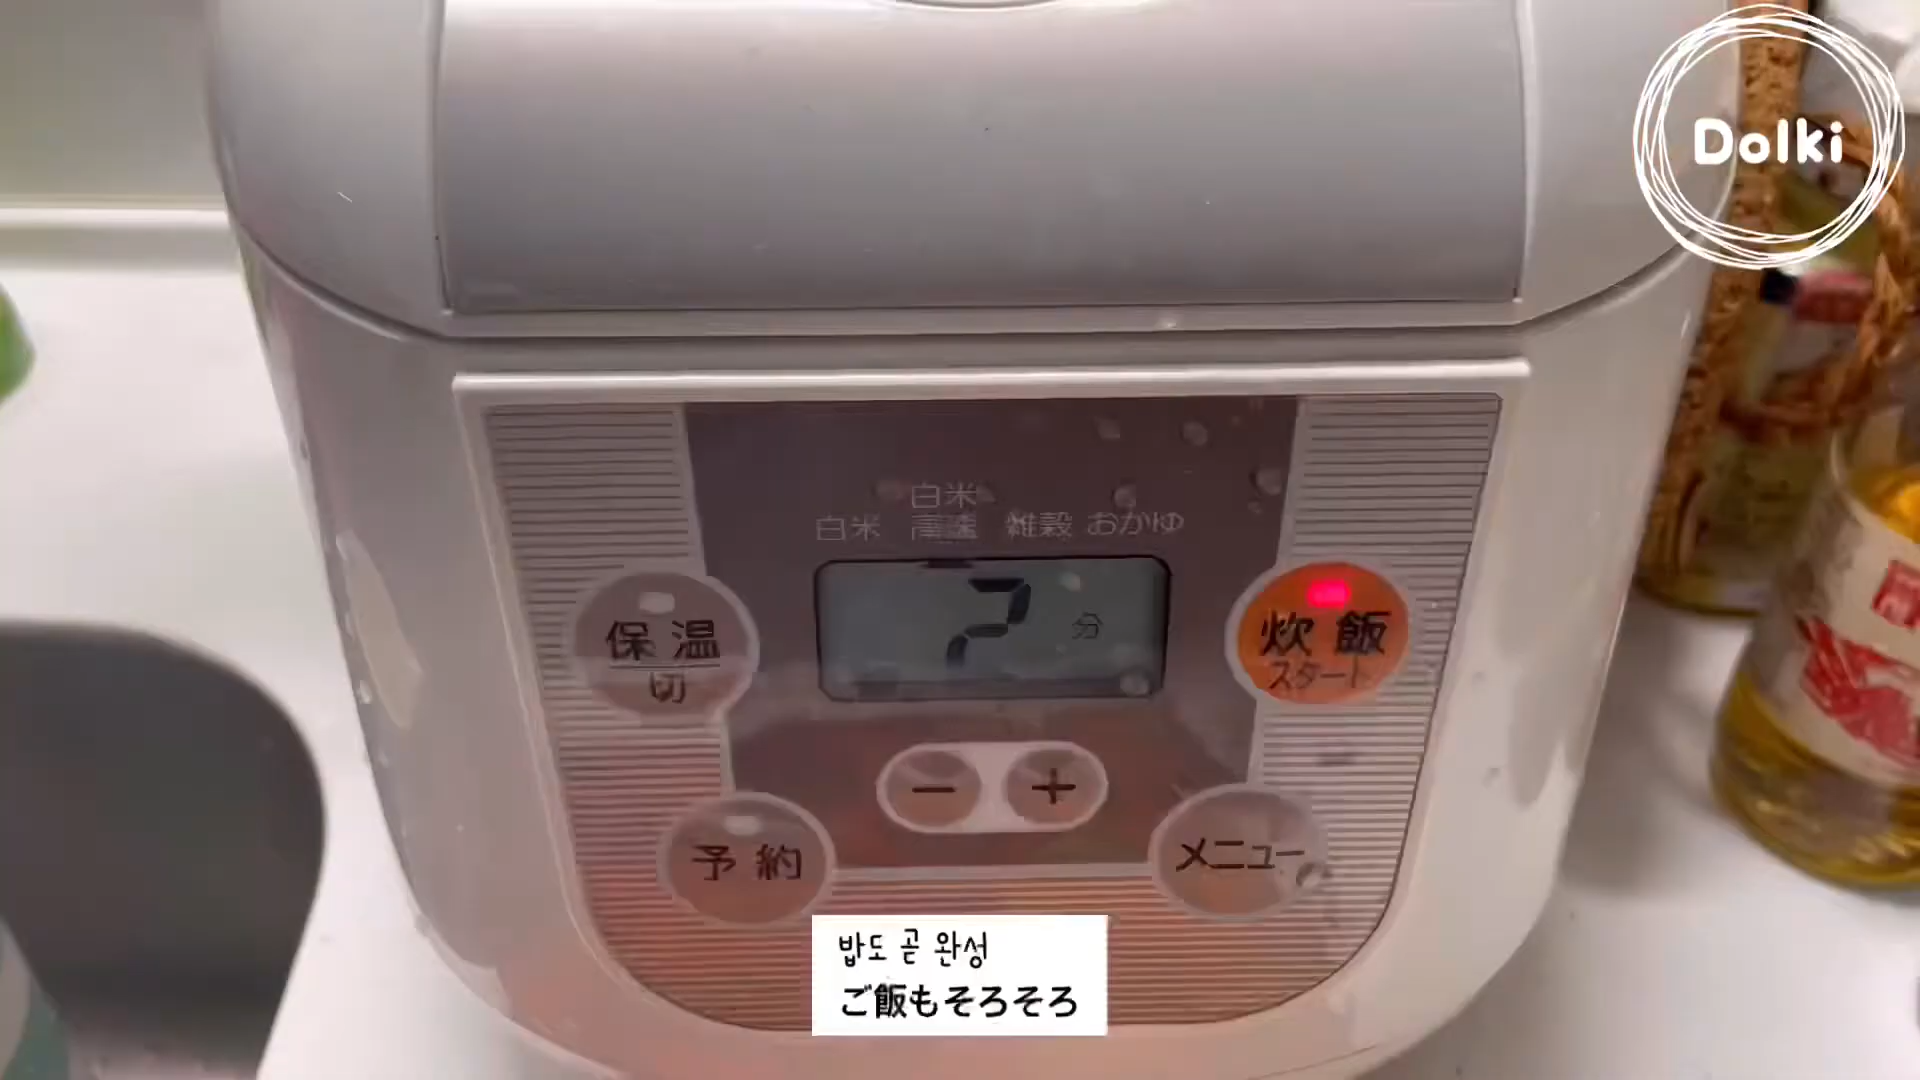 Dolki
白米
白米 高速 雑穀 おかゆ
2 分
保温
切
炊飯
スタート
− +
予約
メニュー
밥도 곧 완성
ご飯もそろそろ